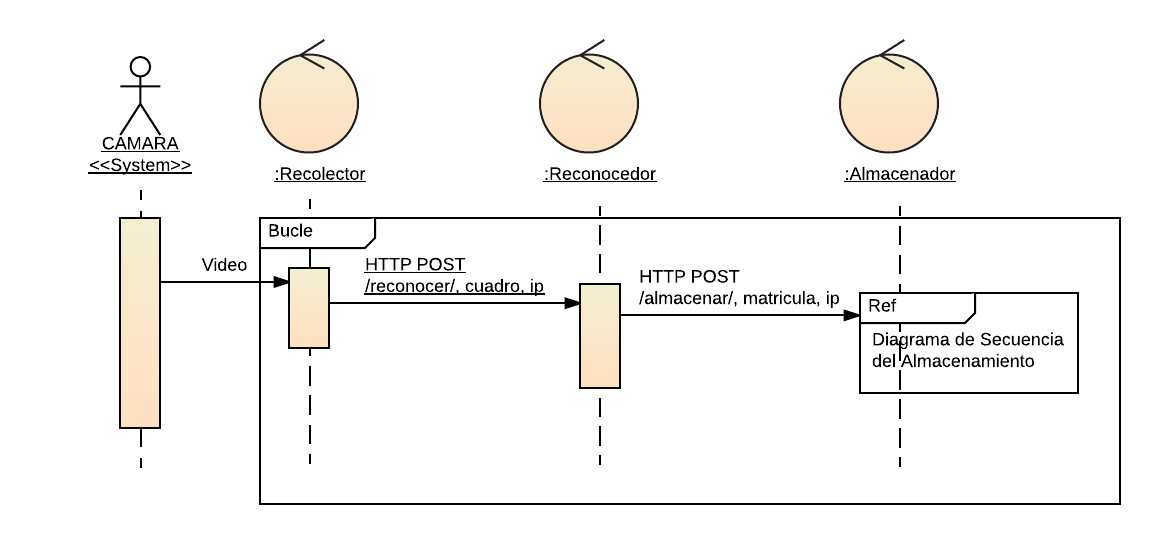 CAMARA
<<System>>
:Recolector
:Reconocedor
:Almacenador
Bucle
Video
HTTP POST
/reconocer/, cuadro, ip
HTTP POST
/almacenar/, matricula, ip
Ref
Diagrama de Secuencia
del Almacenamiento